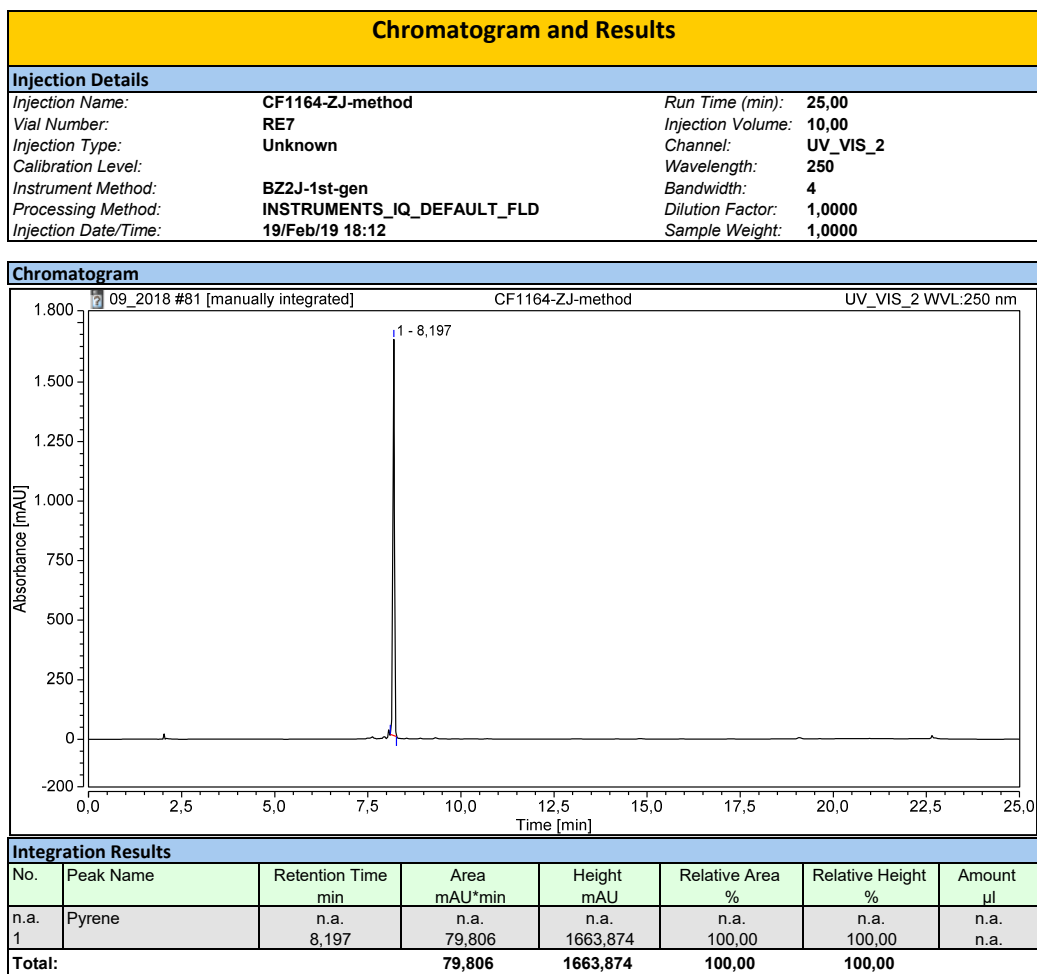 Chromatogram and Results
Injection Details
Injection Name: CF1164-ZJ-method Run Time (min): 25,00
Vial Number: RE7 Injection Volume: 10,00
Injection Type: Unknown Channel: UV_VIS_2
Calibration Level: Wavelength: 250
Instrument Method: BZ2J-1st-gen Bandwidth: 4
Processing Method: INSTRUMENTS_IQ_DEFAULT_FLD Dilution Factor: 1,0000
Injection Date/Time: 19/Feb/19 18:12 Sample Weight: 1,0000
Chromatogram
09_2018 #81 [manually integrated] CF1164-ZJ-method UV_VIS_2 WVL:250 nm
1.800
1 - 8,197
1.500
1.250
1.000
750
500
250
0
-200
Absorbance [mAU]
0,0 2,5 5,0 7,5 10,0 12,5 15,0 17,5 20,0 22,5 25,0
Time [min]
Integration Results
No. Peak Name Retention Time Area Height Relative Area Relative Height Amount
min mAU*min mAU % % µl
n.a. Pyrene n.a. n.a. n.a. n.a. n.a. n.a.
1 8,197 79,806 1663,874 100,00 100,00 n.a.
Total: 79,806 1663,874 100,00 100,00